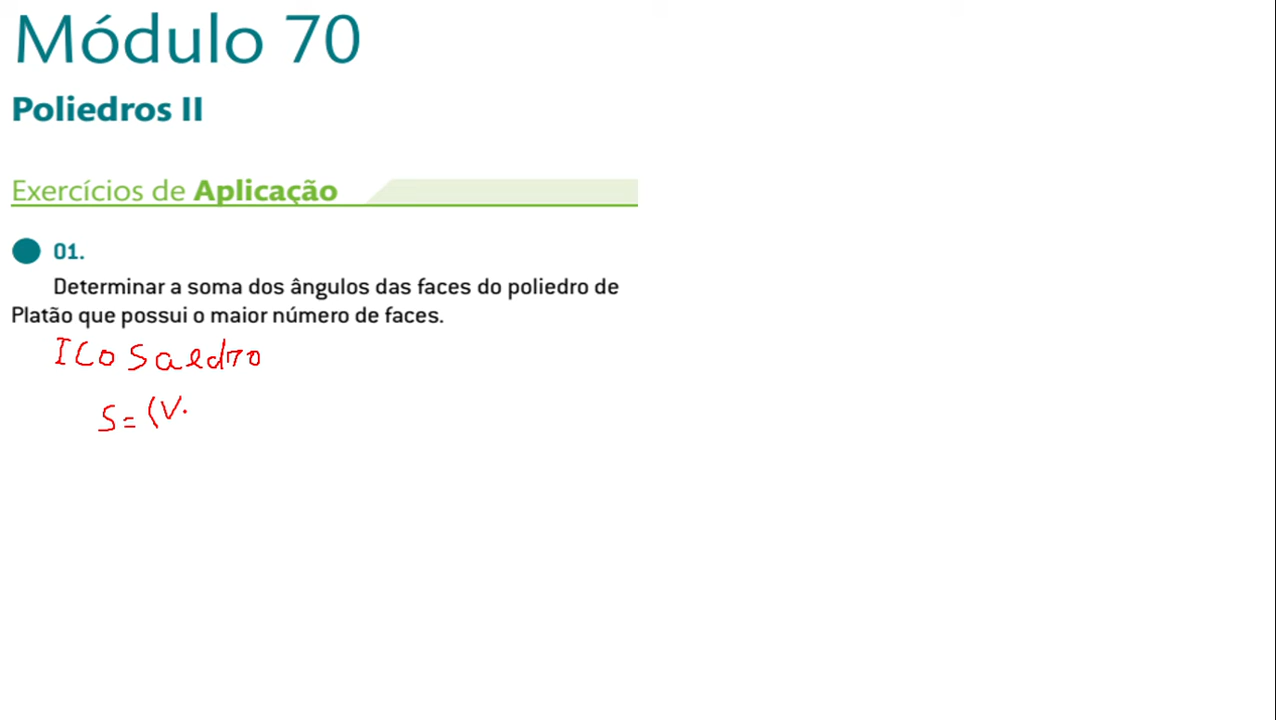 Módulo 70
Poliedros II
Exercícios de Aplicação
01.
Determinar a soma dos ângulos das faces do poliedro de
Platão que possui o maior número de faces.
ICOSaedro
S=(V.